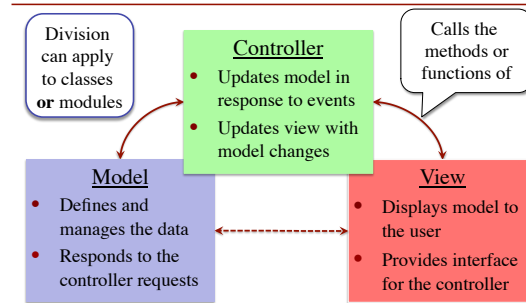 Division
can apply
to classes
or modules
Controller
• Updates model in
response to events
• Updates view with
model changes
Calls the
methods or
functions of
Model
• Defines and
manages the data
• Responds to the
controller requests
View
• Displays model to
the user
• Provides interface
for the controller